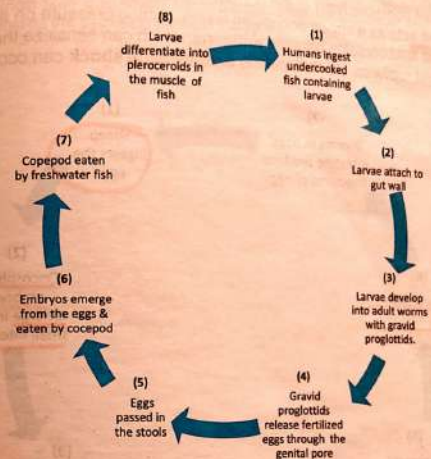 (8)
Larvae
differentiate into
pleroceroids in
the muscle of
fish
(1)
Humans ingest
undercooked
fish containing
larvae
(2)
Larvae attach to
gut wall
(3)
Larvae develop
into adult worms
with gravid
proglottids.
(4)
Gravid
proglottids
release fertilized
eggs through the
genital pore
(5)
Eggs
passed in
the stools
(6)
Embryos emerge
from the eggs &
eaten by cocepod
(7)
Copepod eaten
by freshwater fish